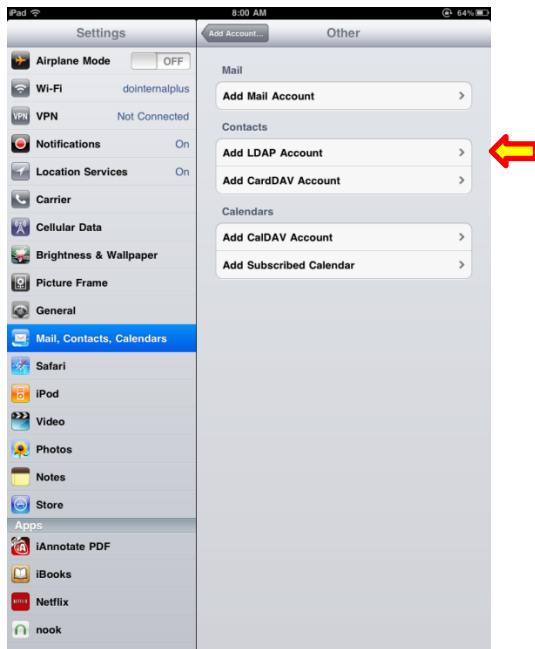 iPad 8:00 AM 64%
Settings
Airplane Mode OFF
Wi-Fi dointernalplus
VPN VPN Not Connected
Notifications On
Location Services On
Carrier
Cellular Data
Brightness & Wallpaper
Picture Frame
General
Mail, Contacts, Calendars
Safari
iPod
Video
Photos
Notes
Store
Apps
iAnnotate PDF
iBooks
NETFLIX Netflix
nook
Add Account... Other
Mail
Add Mail Account
Contacts
Add LDAP Account
Add CardDAV Account
Calendars
Add CalDAV Account
Add Subscribed Calendar